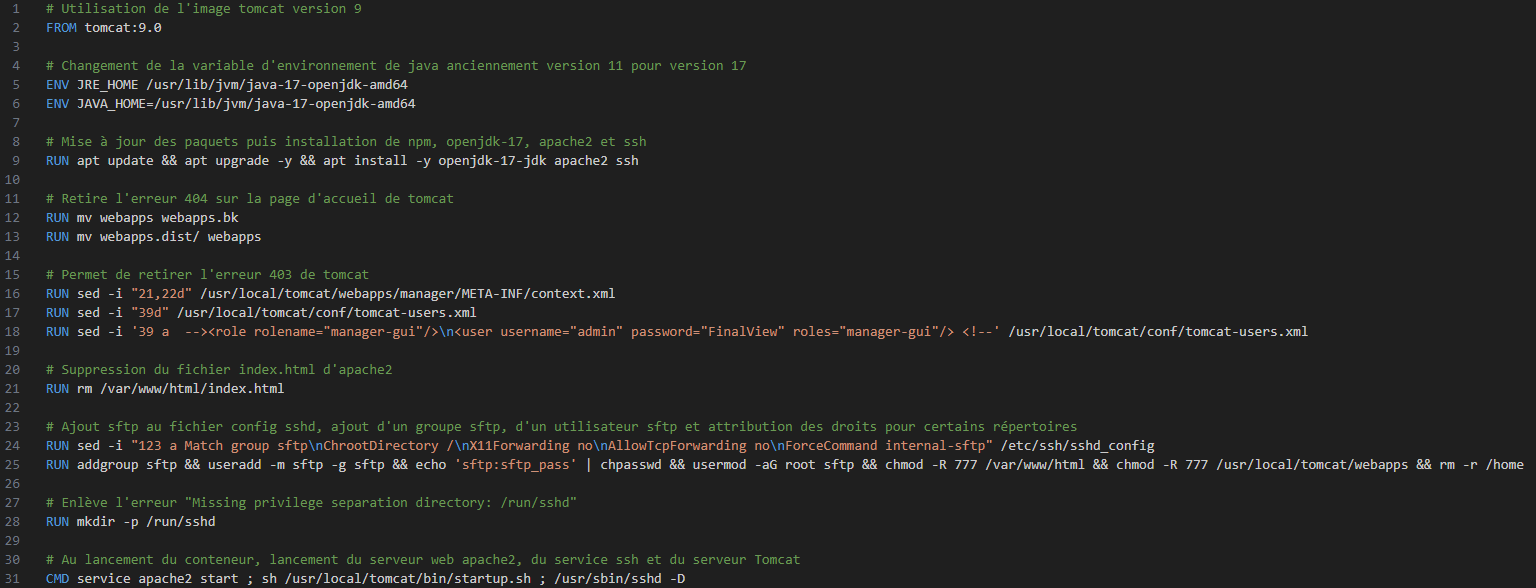 1 # Utilisation de l'image tomcat version 9
2 FROM tomcat:9.0
3
4 # Changement de la variable d'environnement de java anciennement version 11 pour version 17
5 ENV JRE_HOME /usr/lib/jvm/java-17-openjdk-amd64
6 ENV JAVA_HOME=/usr/lib/jvm/java-17-openjdk-amd64
7
8 # Mise à jour des paquets puis installation de npm, openjdk-17, apache2 et ssh
9 RUN apt update && apt upgrade -y && apt install -y openjdk-17-jdk apache2 ssh
10
11 # Retire l'erreur 404 sur la page d'accueil de tomcat
12 RUN mv webapps webapps.bk
13 RUN mv webapps.dist/ webapps
14
15 # Permet de retirer l'erreur 403 de tomcat
16 RUN sed -i "21,22d" /usr/local/tomcat/webapps/manager/META-INF/context.xml
17 RUN sed -i "39d" /usr/local/tomcat/conf/tomcat-users.xml
18 RUN sed -i '39 a  --><role rolename="manager-gui"/>\n<user username="admin" password="FinalView" roles="manager-gui"/> <!--' /usr/local/tomcat/conf/tomcat-users.xml
19
20 # Suppression du fichier index.html d'apache2
21 RUN rm /var/www/html/index.html
22
23 # Ajout sftp au fichier config sshd, ajout d'un groupe sftp, d'un utilisateur sftp et attribution des droits pour certains répertoires
24 RUN sed -i "123 a Match group sftp\nChrootDirectory /\nX11Forwarding no\nAllowTcpForwarding no\nForceCommand internal-sftp" /etc/ssh/sshd_config
25 RUN addgroup sftp && useradd -m sftp -g sftp && echo 'sftp:sftp_pass' | chpasswd && usermod -aG root sftp && chmod -R 777 /var/www/html && chmod -R 777 /usr/local/tomcat/webapps && rm -r /home
26
27 # Enlève l'erreur "Missing privilege separation directory: /run/sshd"
28 RUN mkdir -p /run/sshd
29
30 # Au lancement du conteneur, lancement du serveur web apache2, du service ssh et du serveur Tomcat
31 CMD service apache2 start ; sh /usr/local/tomcat/bin/startup.sh ; /usr/sbin/sshd -D